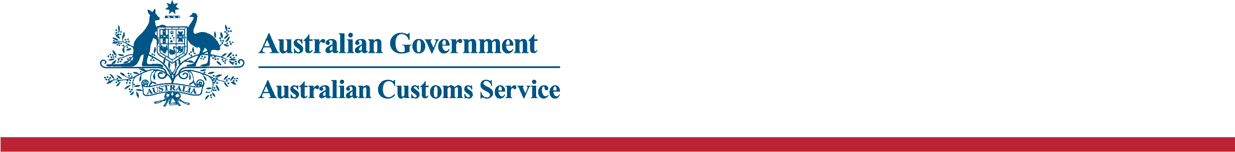 Australian Government
Australian Customs Service
AUSTRALIA